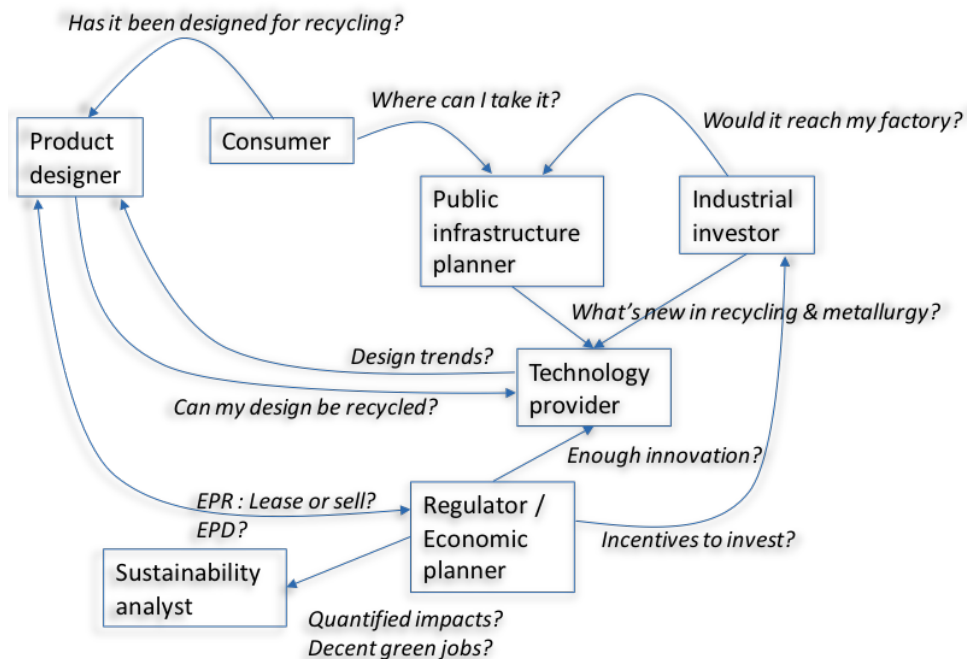 Has it been designed for recycling?
Where can I take it?
Would it reach my factory?
Product
designer
Consumer
Public
infrastructure
planner
Industrial
investor
What's new in recycling & metallurgy?
Design trends?
Technology
provider
Can my design be recycled?
Enough innovation?
EPR : Lease or sell?
EPD?
Regulator /
Economic
planner
Incentives to invest?
Sustainability
analyst
Quantified impacts?
Decent green jobs?